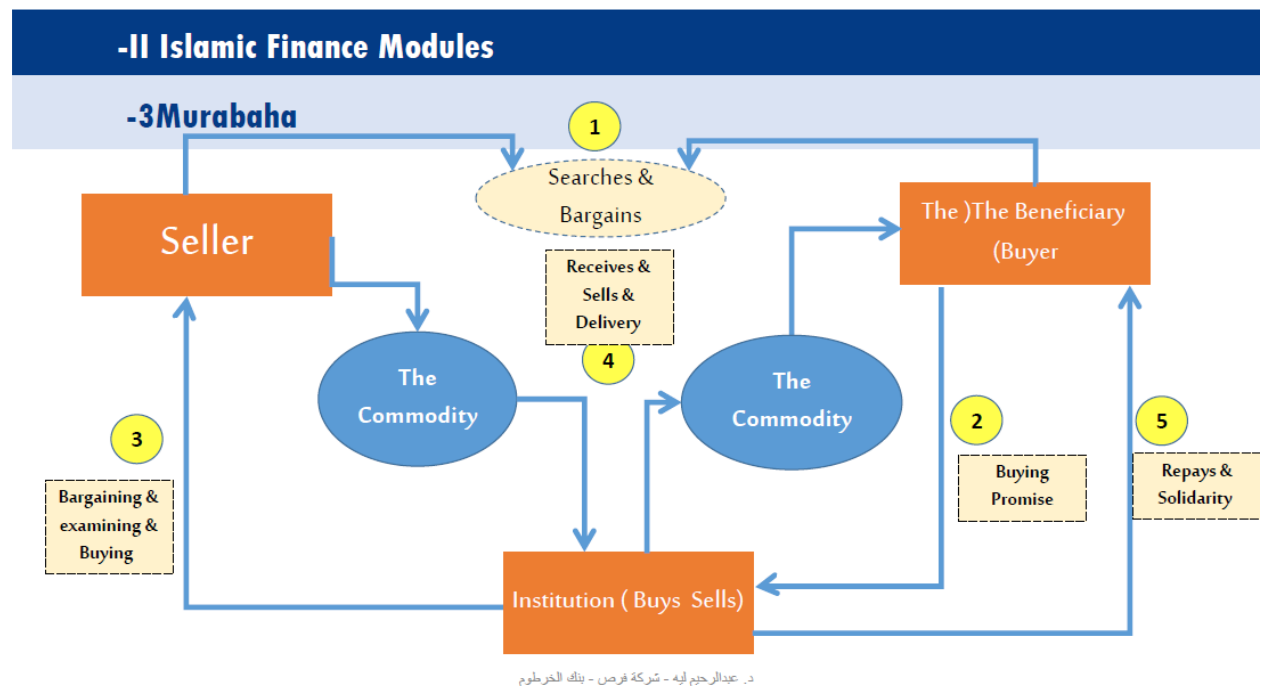 -II Islamic Finance Modules
-3Murabaha
1
Searches &
Bargains
Seller
The )The Beneficiary
(Buyer
Receives &
Sells &
Delivery
4
The
Commodity
The
Commodity
3
Bargaining &
examining &
Buying
2
Buying
Promise
5
Repays &
Solidarity
Institution ( Buys Sells)
د. عبدالرحيم ليه - شركة فرص - بنك الخرطوم